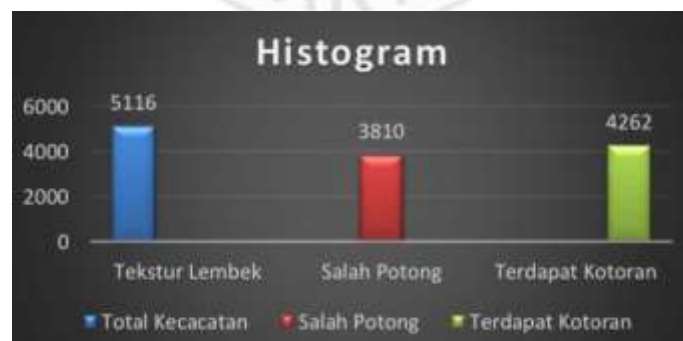 Histogram
6000
5116
3810
4262
4000
2000
0
Tekstur Lembek Salah Potong Terdapat Kotoran
Total Kecacatan Salah Potong Terdapat Kotoran